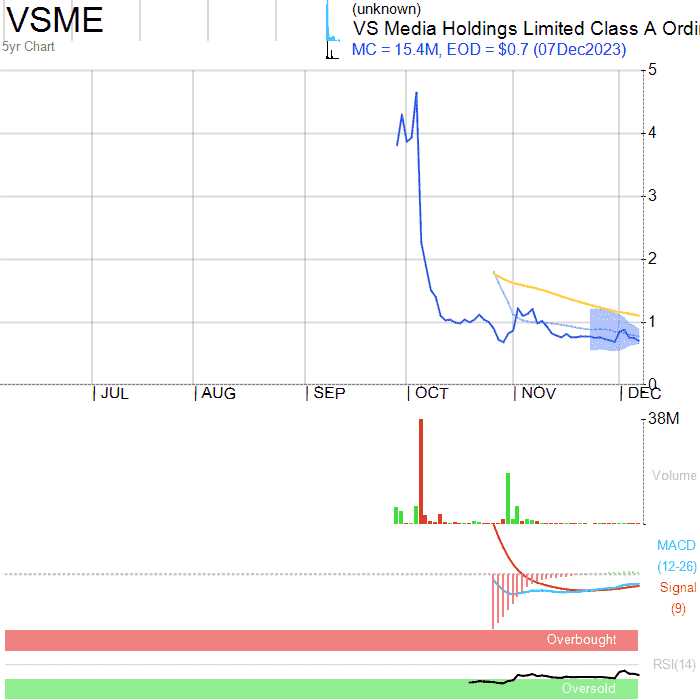 VSME
(unknown)
VS Media Holdings Limited Class A Ordi
5yr Chart
MC = 15.4M, EOD = $0.7 (07Dec2023)
5
4
3
2
1
0
JUL AUG SEP OCT NOV DEC
38M
Volume
MACD
(12-26)
Signal
(9)
Overbought
RSI(14)
Oversold